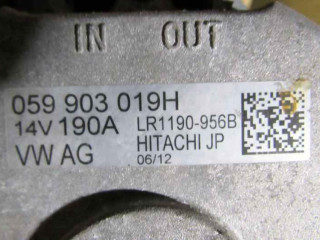 IN OUT
059 903 019H
14V 190A LR1190-956B
VW AG HITACHI JP
06/12